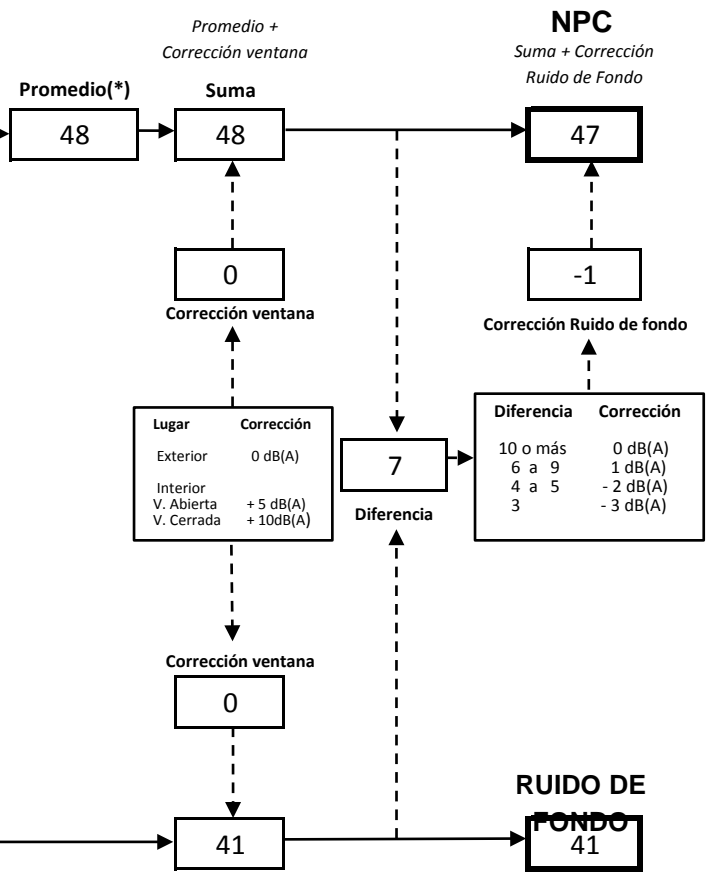 Promedio +
Corrección ventana
NPC
Suma + Corrección
Ruido de Fondo
Promedio(*)
Suma
48
48
47
0
-1
Corrección ventana
Corrección Ruido de fondo
Lugar Corrección
Exterior 0 dB(A)
Interior
V. Abierta + 5 dB(A)
V. Cerrada + 10dB(A)
7
Diferencia
Diferencia Corrección
10 o más 0 dB(A)
6 a 9 1 dB(A)
4 a 5 - 2 dB(A)
3 - 3 dB(A)
Corrección ventana
0
RUIDO DE
FONDO
41
41